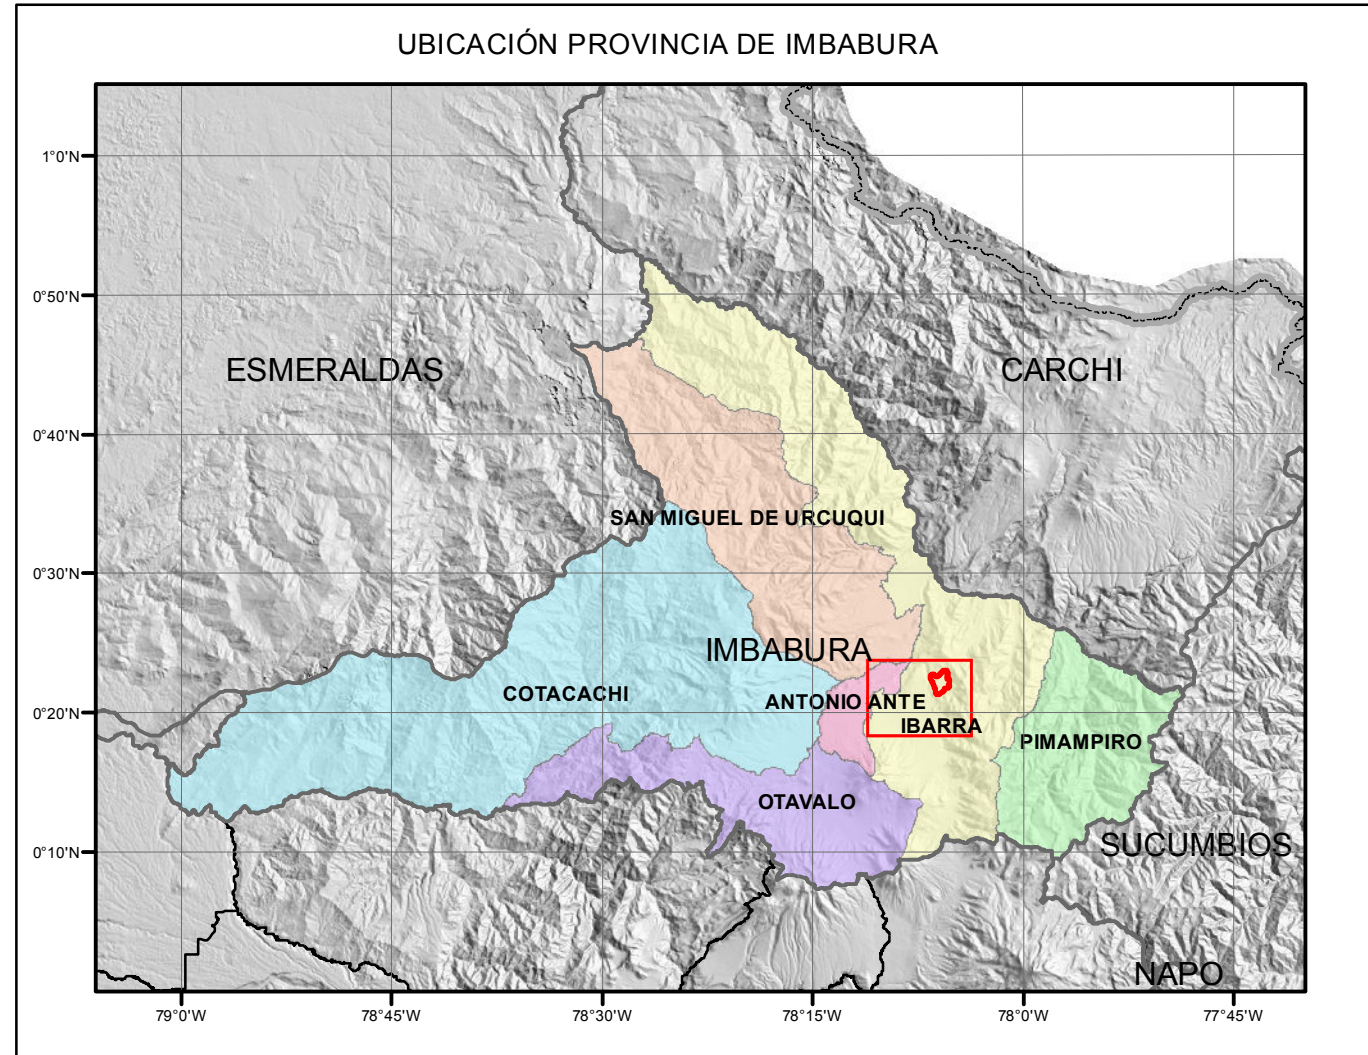 UBICACIÓN PROVINCIA DE IMBABURA
1°0'N
0°50'N
ESMERALDAS
CARCHI
0°40'N
SAN MIGUEL DE URCUQUI
0°30'N
IMBABURA
COTACACHI
ANTONIO ANTE
0°20'N
IBARRA
PIMAMPIRO
OTAVALO
SUCUMBIOS
0°10'N
NAPO
79°0'W
78°45'W
78°30'W
78°15'W
78°0'W
77°45'W